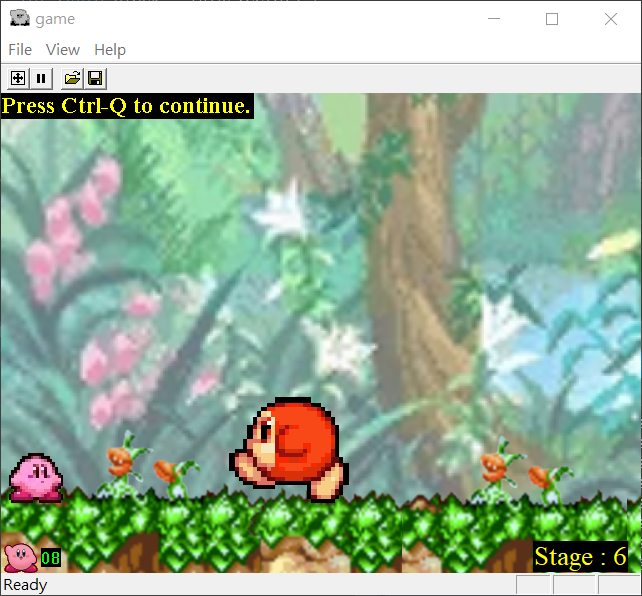 game
File View Help
Press Ctrl-Q to continue.
08
Stage : 6
Ready